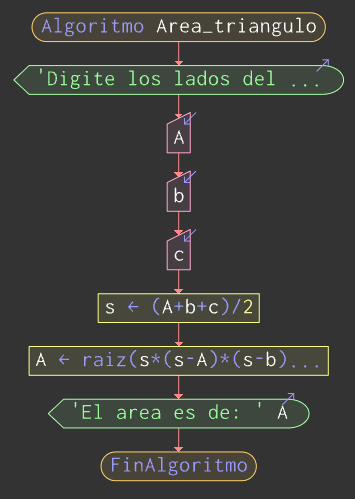 Algoritmo Area_triangulo
'Digite los lados del ...
A
b
c
s ← (A+b+c)/2
A ← raiz(s*(s-A)*(s-b)...
'El area es de: ' A
FinAlgoritmo